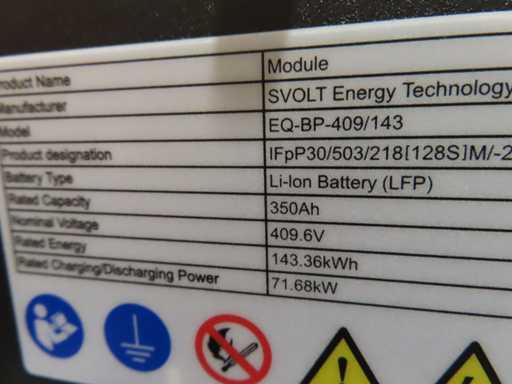 Product Name Module
Manufacturer SVOLT Energy Technology
Model EQ-BP-409/143
Product designation IFpP30/503/218[128S]M/-2
Battery Type Li-Ion Battery (LFP)
Rated Capacity 350Ah
Nominal Voltage 409.6V
Rated Energy 143.36kWh
Rated Charging/Discharging Power 71.68kW